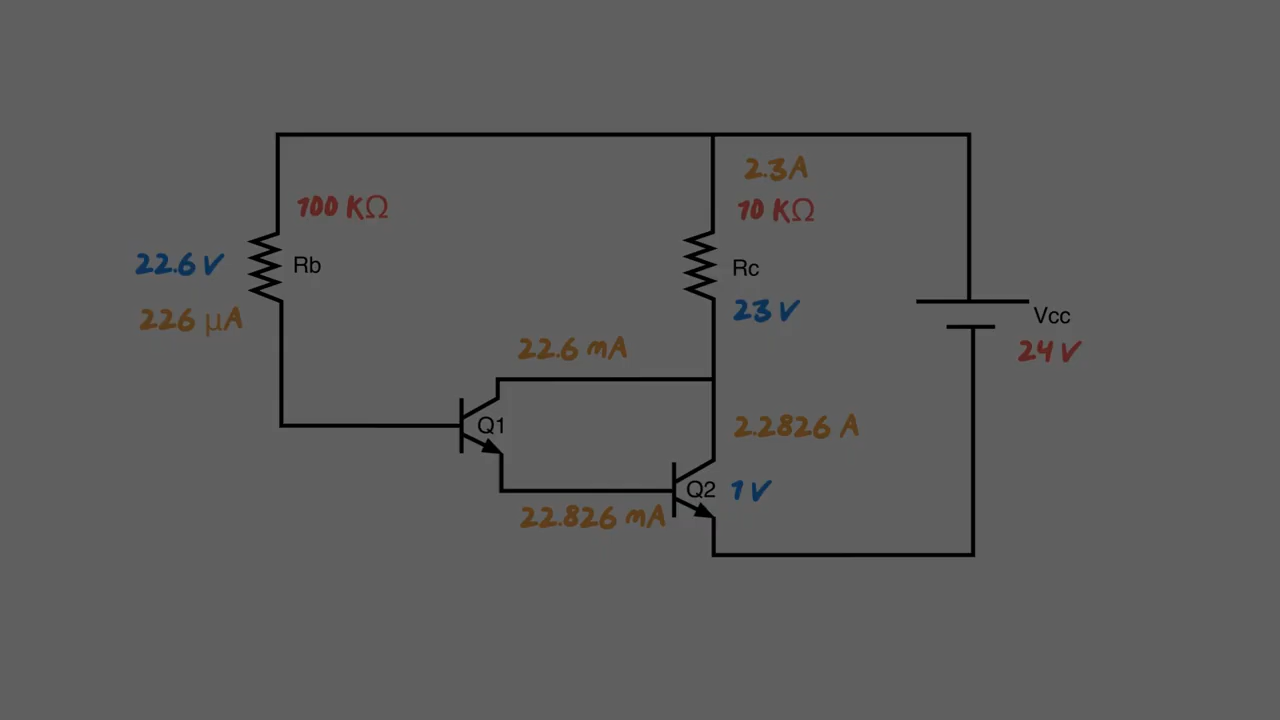 2.3A
100 KΩ
10 KΩ
22.6 V
Rb
Rc
23 V
226 µA
Vcc
24 V
22.6 mA
Q1
2.2826 A
Q2
1 V
22.826 mA